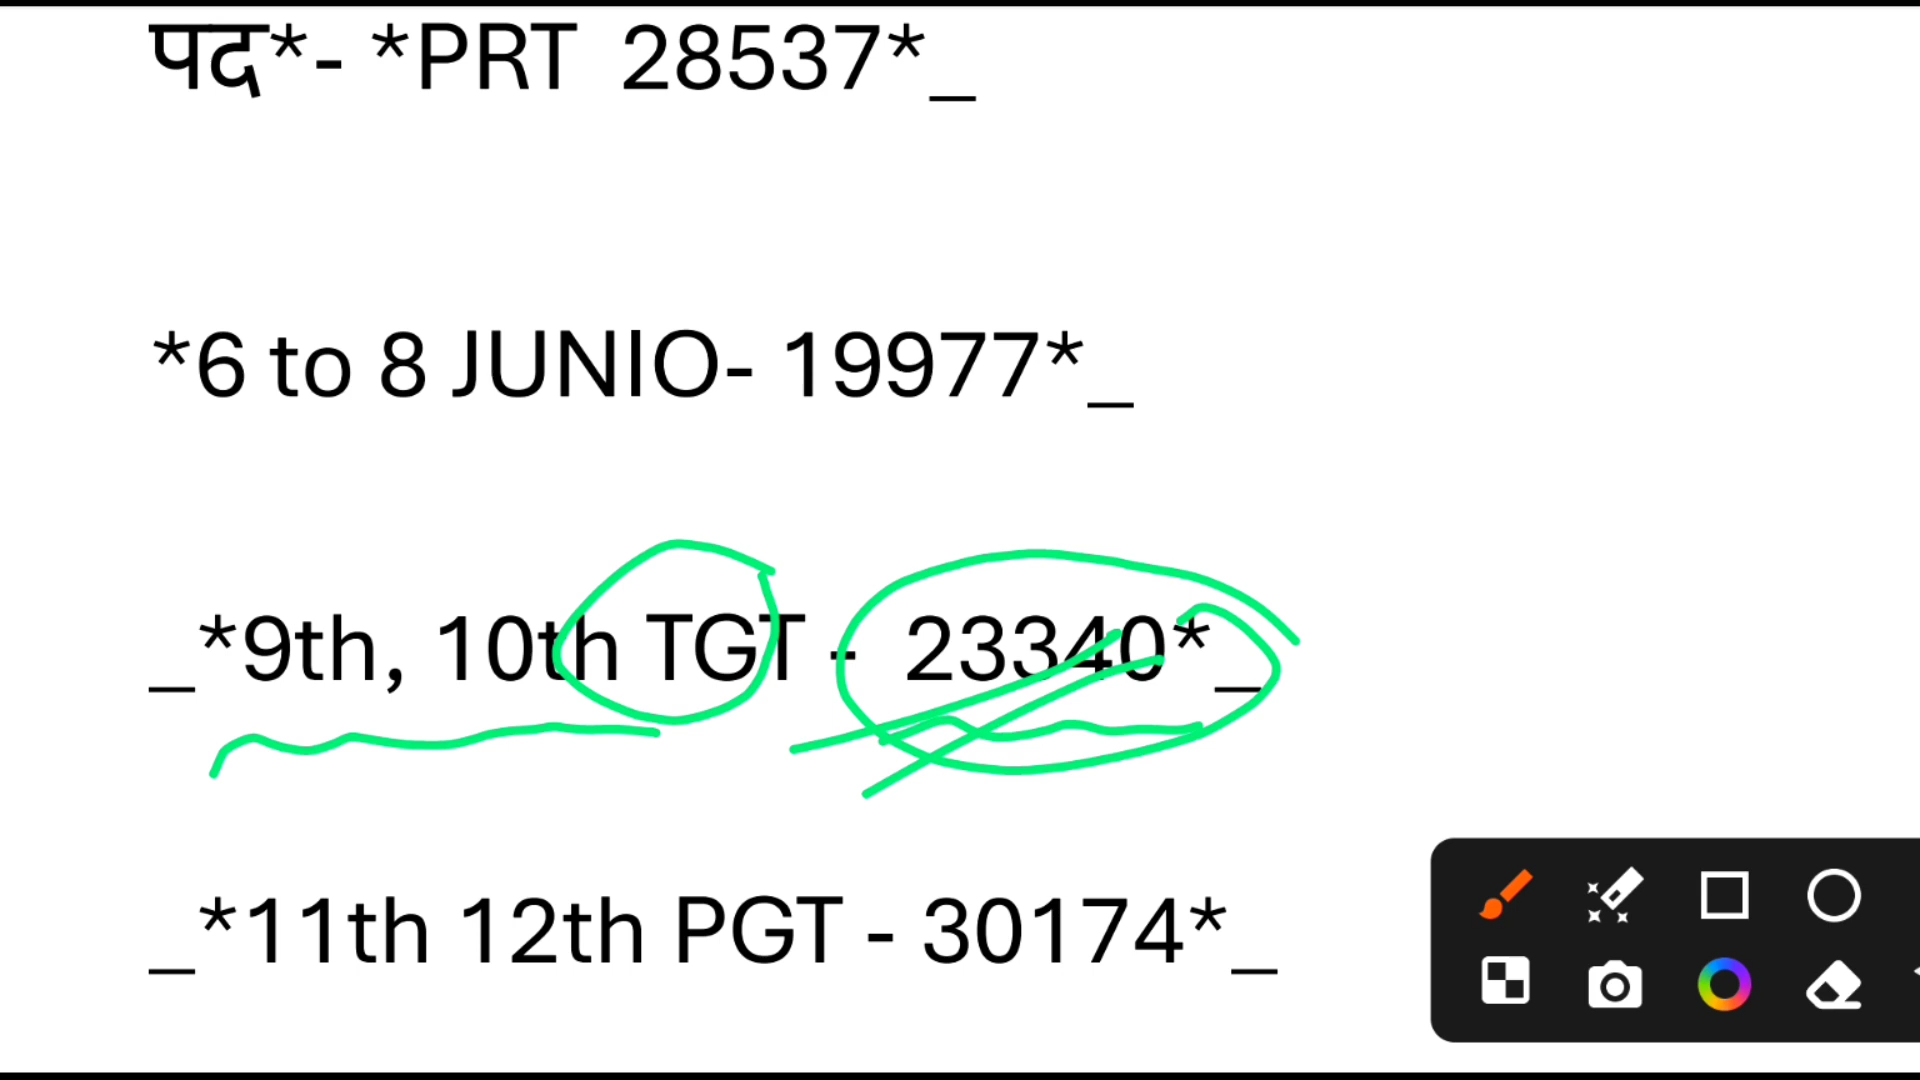 पद*- *PRT  28537*_
*6 to 8 JUNIO- 19977*_
_*9th, 10th TGT -  23340*_
_*11th 12th PGT - 30174*_